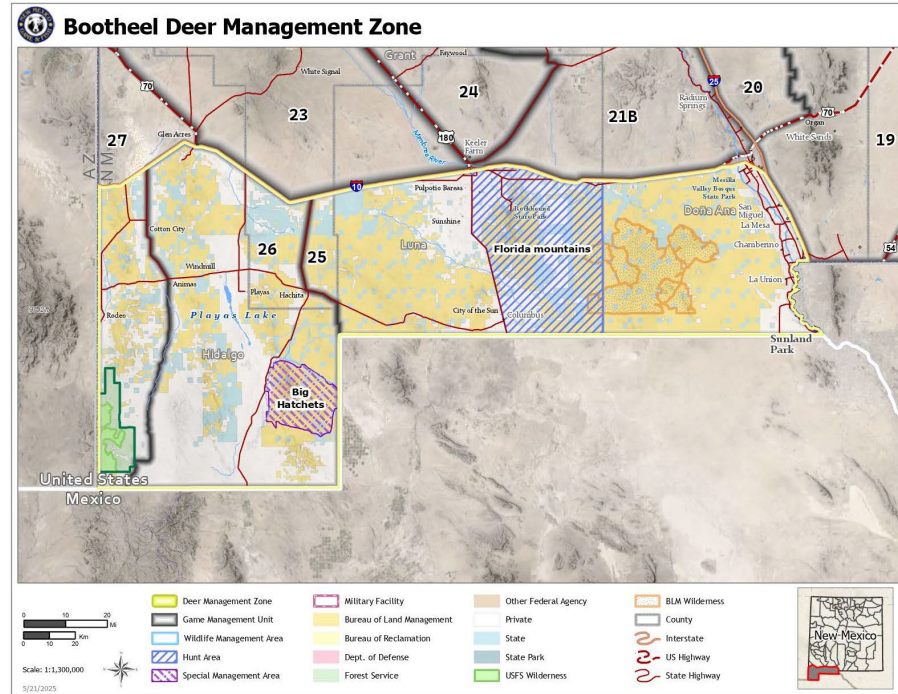 Bootheel Deer Management Zone
Grant
Faywood
White Signal
24
25
20
70
23
Radium
Springs
21B
70
Organ
27
Glen Acres
180
Keeler
Farm
White Sands
19
AZ
NM
Mimbres River
10
Pulpotio Bareas
Mesilla
Valley Bosque
State Park
Rockhound
State Park
Doña Ana
San
Miguel
La Mesa
Cotton City
Sunshine
26
25
Luna
Florida mountains
Chamberino
54
Windmill
Animas
Playas
Hachita
La Union
Rodeo
Playas Lake
City of the Sun
Columbus
Hidalgo
Sunland
Park
Big
Hatchets
United States
Mexico
0 10 20
Mi
0 10 20
Km
Scale: 1:1,300,000
5/21/2025
Deer Management Zone
Game Management Unit
Wildlife Management Area
Hunt Area
Special Management Area
Military Facility
Bureau of Land Management
Bureau of Reclamation
Dept. of Defense
Forest Service
Other Federal Agency
Private
State
State Park
USFS Wilderness
BLM Wilderness
County
Interstate
US Highway
State Highway
New Mexico